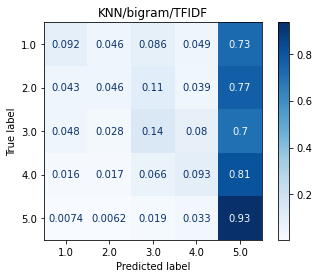 KNN/bigram/TFIDF
True label
1.0 0.092 0.046 0.086 0.049 0.73
2.0 0.043 0.046 0.11 0.039 0.77
3.0 0.048 0.028 0.14 0.08 0.7
4.0 0.016 0.017 0.066 0.093 0.81
5.0 0.0074 0.0062 0.019 0.033 0.93
1.0 2.0 3.0 4.0 5.0
Predicted label
0.8
0.6
0.4
0.2